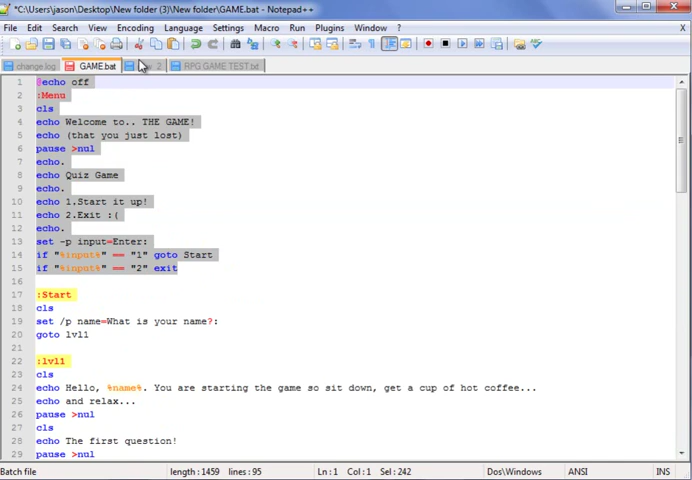 *C:\Users\jason\Desktop\New folder (3)\New folder\GAME.bat - Notepad++
File Edit Search View Encoding Language Settings Macro Run Plugins Window ? X
change.log GAME.bat 2 RPG GAME TEST.txt
1 @echo off
2 :Menu
3 cls
4 echo Welcome to.. THE GAME!
5 echo (that you just lost)
6 pause >nul
7 echo.
8 echo Quiz Game
9 echo.
10 echo 1.Start it up!
11 echo 2.Exit :(
12 echo.
13 set -p input=Enter:
14 if "%input%" == "1" goto Start
15 if "%input%" == "2" exit
16
17 :Start
18 cls
19 set /p name=What is your name?:
20 goto lvl1
21
22 :lvl1
23 cls
24 echo Hello, %name%. You are starting the game so sit down, get a cup of hot coffee...
25 echo and relax...
26 pause >nul
27 cls
28 echo The first question!
29 pause >nul
Batch file length : 1459 lines : 95 Ln : 1 Col : 1 Sel : 242 Dos\Windows ANSI INS